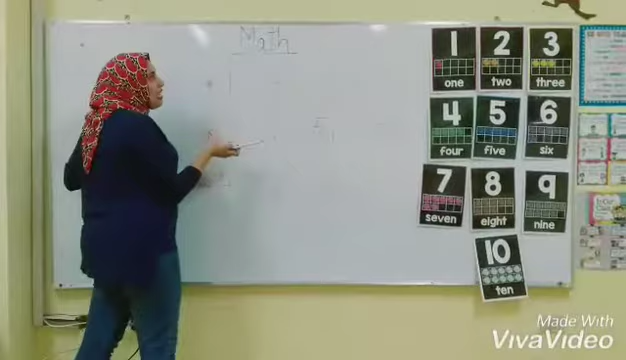 Math
1 2 3
one two three
4 5 6
four five six
7 8 9
seven eight nine
10
ten
Made With
VivaVideo